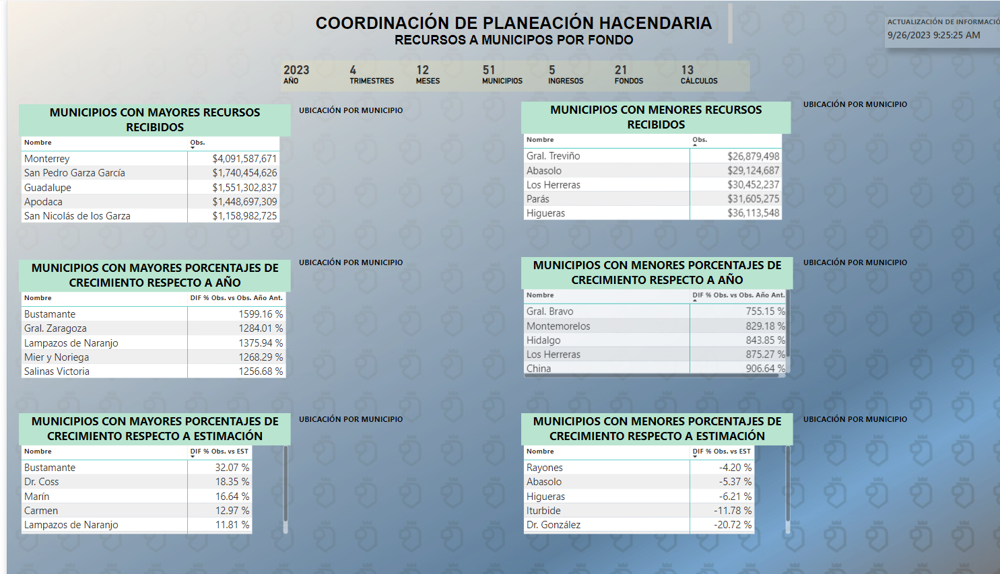 COORDINACIÓN DE PLANEACIÓN HACENDARIA
RECURSOS A MUNICIPOS POR FONDO
ACTUALIZACIÓN DE INFORMACIÓ
9/26/2023 9:25:25 AM
2023 4 12 51 5 21 13
AÑO TRIMESTRES MESES MUNICIPIOS INGRESOS FONDOS CÁLCULOS
MUNICIPIOS CON MAYORES RECURSOS
RECIBIDOS
Nombre Obs.
Monterrey $4,091,587,671
San Pedro Garza García $1,740,454,626
Guadalupe $1,551,302,837
Apodaca $1,448,697,309
San Nicolás de los Garza $1,158,982,725
UBICACIÓN POR MUNICIPIO
MUNICIPIOS CON MENORES RECURSOS
RECIBIDOS
Nombre Obs.
Gral. Treviño $26,879,498
Abasolo $29,124,687
Los Herreras $30,452,237
Parás $31,605,275
Higueras $36,113,548
UBICACIÓN POR MUNICIPIO
MUNICIPIOS CON MAYORES PORCENTAJES DE
CRECIMIENTO RESPECTO A AÑO
Nombre DIF % Obs. vs Obs. Año Ant.
Bustamante 1599.16 %
Gral. Zaragoza 1284.01 %
Lampazos de Naranjo 1375.94 %
Mier y Noriega 1268.29 %
Salinas Victoria 1256.68 %
UBICACIÓN POR MUNICIPIO
MUNICIPIOS CON MENORES PORCENTAJES DE
CRECIMIENTO RESPECTO A AÑO
Nombre DIF % Obs. vs Obs. Año Ant.
Gral. Bravo 755.15 %
Montemorelos 829.18 %
Hidalgo 843.85 %
Los Herreras 875.27 %
China 906.64 %
UBICACIÓN POR MUNICIPIO
MUNICIPIOS CON MAYORES PORCENTAJES DE
CRECIMIENTO RESPECTO A ESTIMACIÓN
Nombre DIF % Obs. vs EST
Bustamante 32.07 %
Dr. Coss 18.35 %
Marín 16.64 %
Carmen 12.97 %
Lampazos de Naranjo 11.81 %
UBICACIÓN POR MUNICIPIO
MUNICIPIOS CON MENORES PORCENTAJES DE
CRECIMIENTO RESPECTO A ESTIMACIÓN
Nombre DIF % Obs. vs EST
Rayones -4.20 %
Abasolo -5.37 %
Higueras -6.21 %
Iturbide -11.78 %
Dr. González -20.72 %
UBICACIÓN POR MUNICIPIO